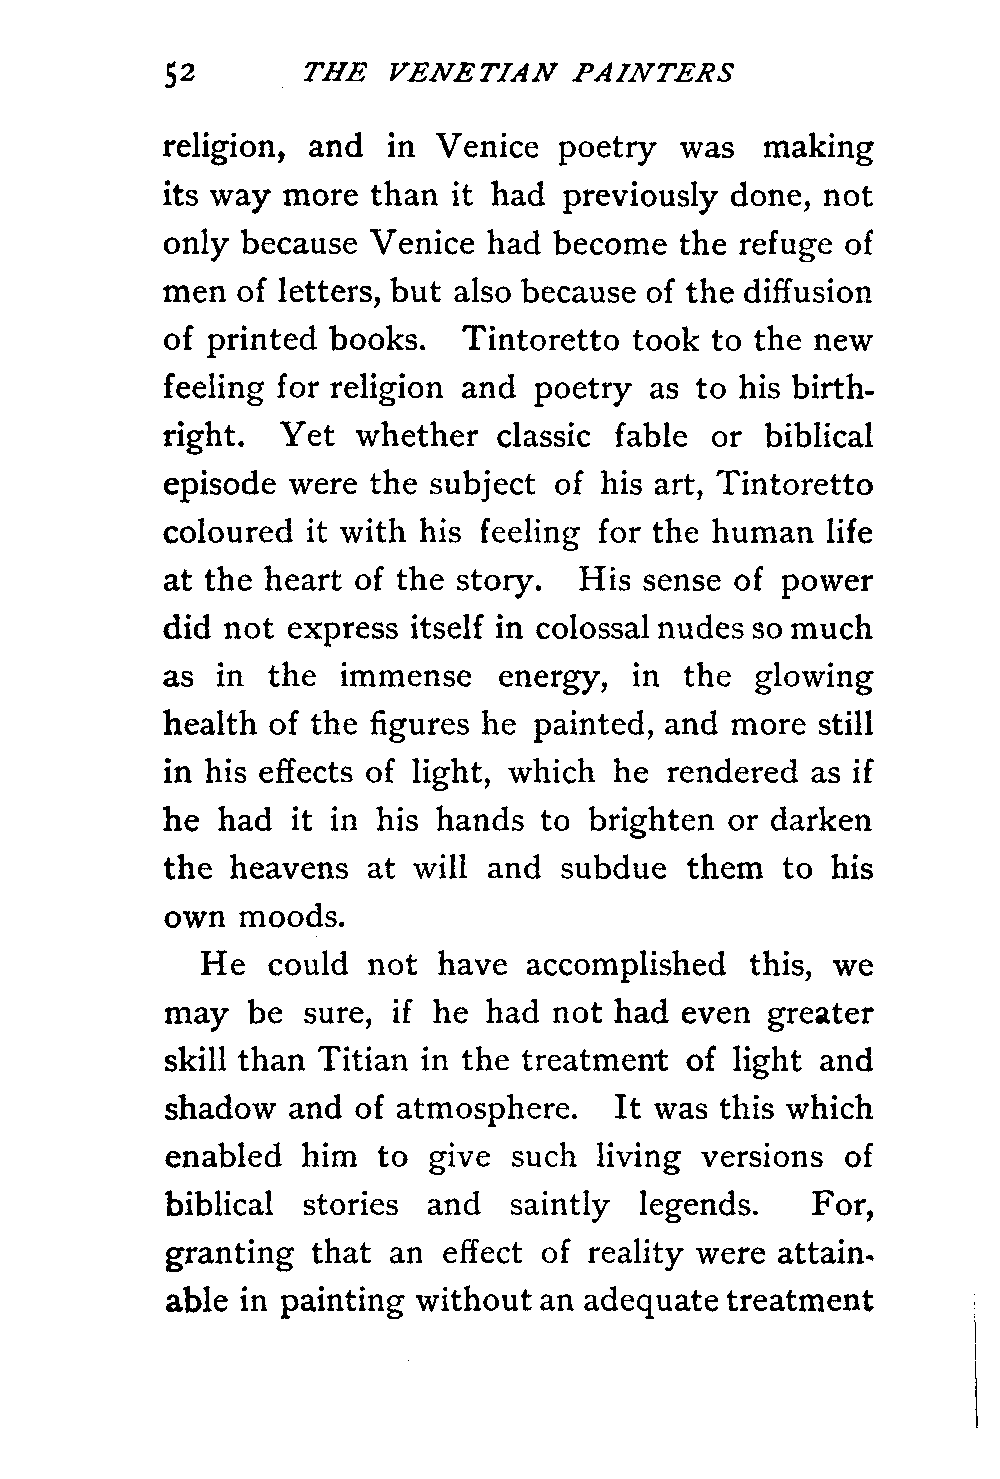 52 THE VENETIAN PAINTERS
religion, and in Venice poetry was making
its way more than it had previously done, not
only because Venice had become the refuge of
men of letters, but also because of the diffusion
of printed books. Tintoretto took to the new
feeling for religion and poetry as to his birth-
right. Yet whether classic fable or biblical
episode were the subject of his art, Tintoretto
coloured it with his feeling for the human life
at the heart of the story. His sense of power
did not express itself in colossal nudes so much
as in the immense energy, in the glowing
health of the figures he painted, and more still
in his effects of light, which he rendered as if
he had it in his hands to brighten or darken
the heavens at will and subdue them to his
own moods.
He could not have accomplished this, we
may be sure, if he had not had even greater
skill than Titian in the treatment of light and
shadow and of atmosphere. It was this which
enabled him to give such living versions of
biblical stories and saintly legends. For,
granting that an effect of reality were attain-
able in painting without an adequate treatment